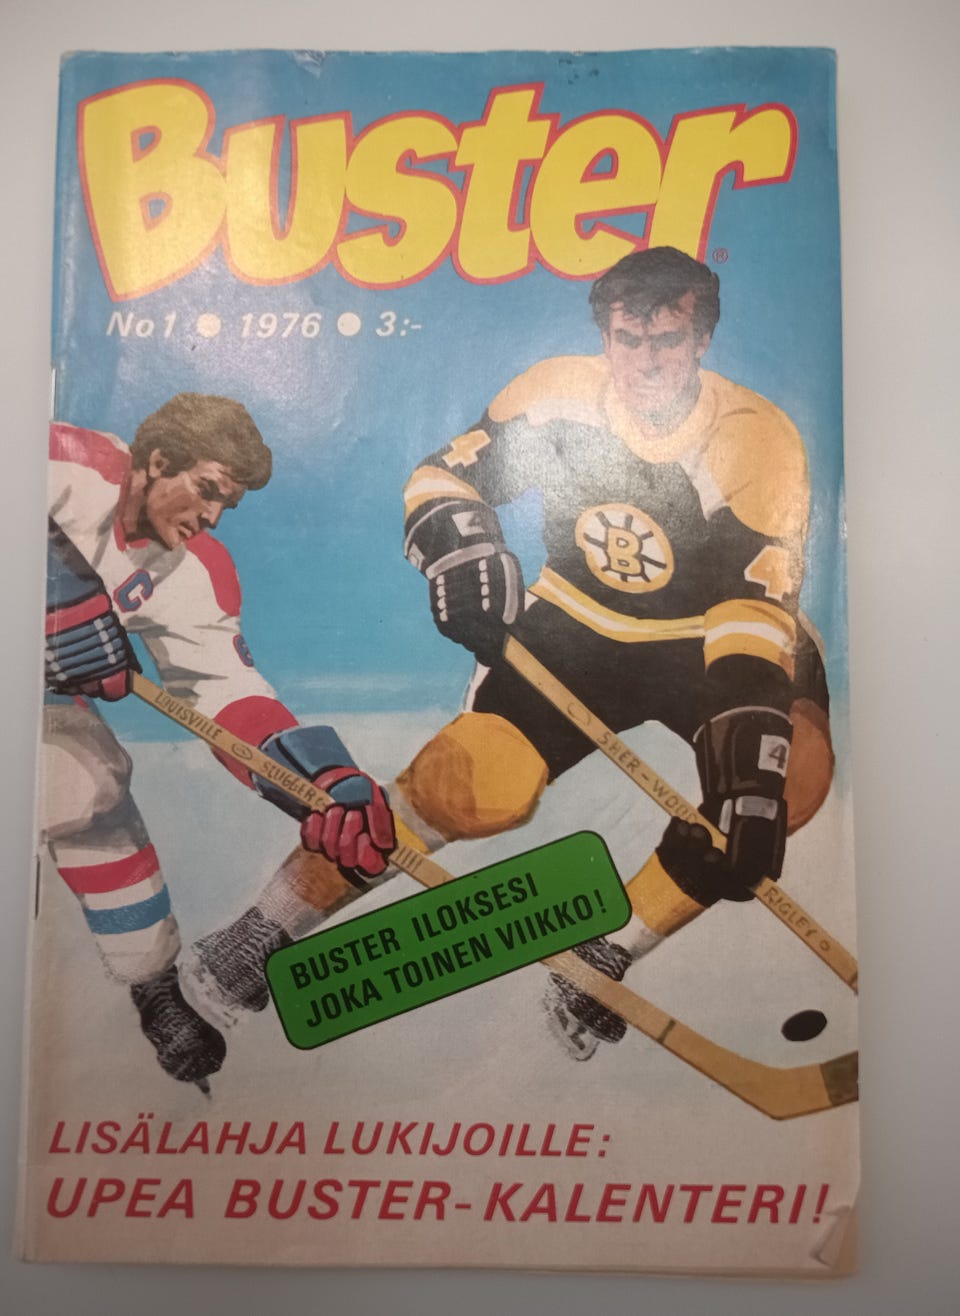 Buster
®
No 1 • 1976 • 3:-
4
C
B
4
4
LOUISVILLE SLUGGER
SHER-WOOD
RIGLEY
BUSTER ILOKSESI
JOKA TOINEN VIIKKO!
LISÄLAHJA LUKIJOILLE:
UPEA BUSTER-KALENTERI!